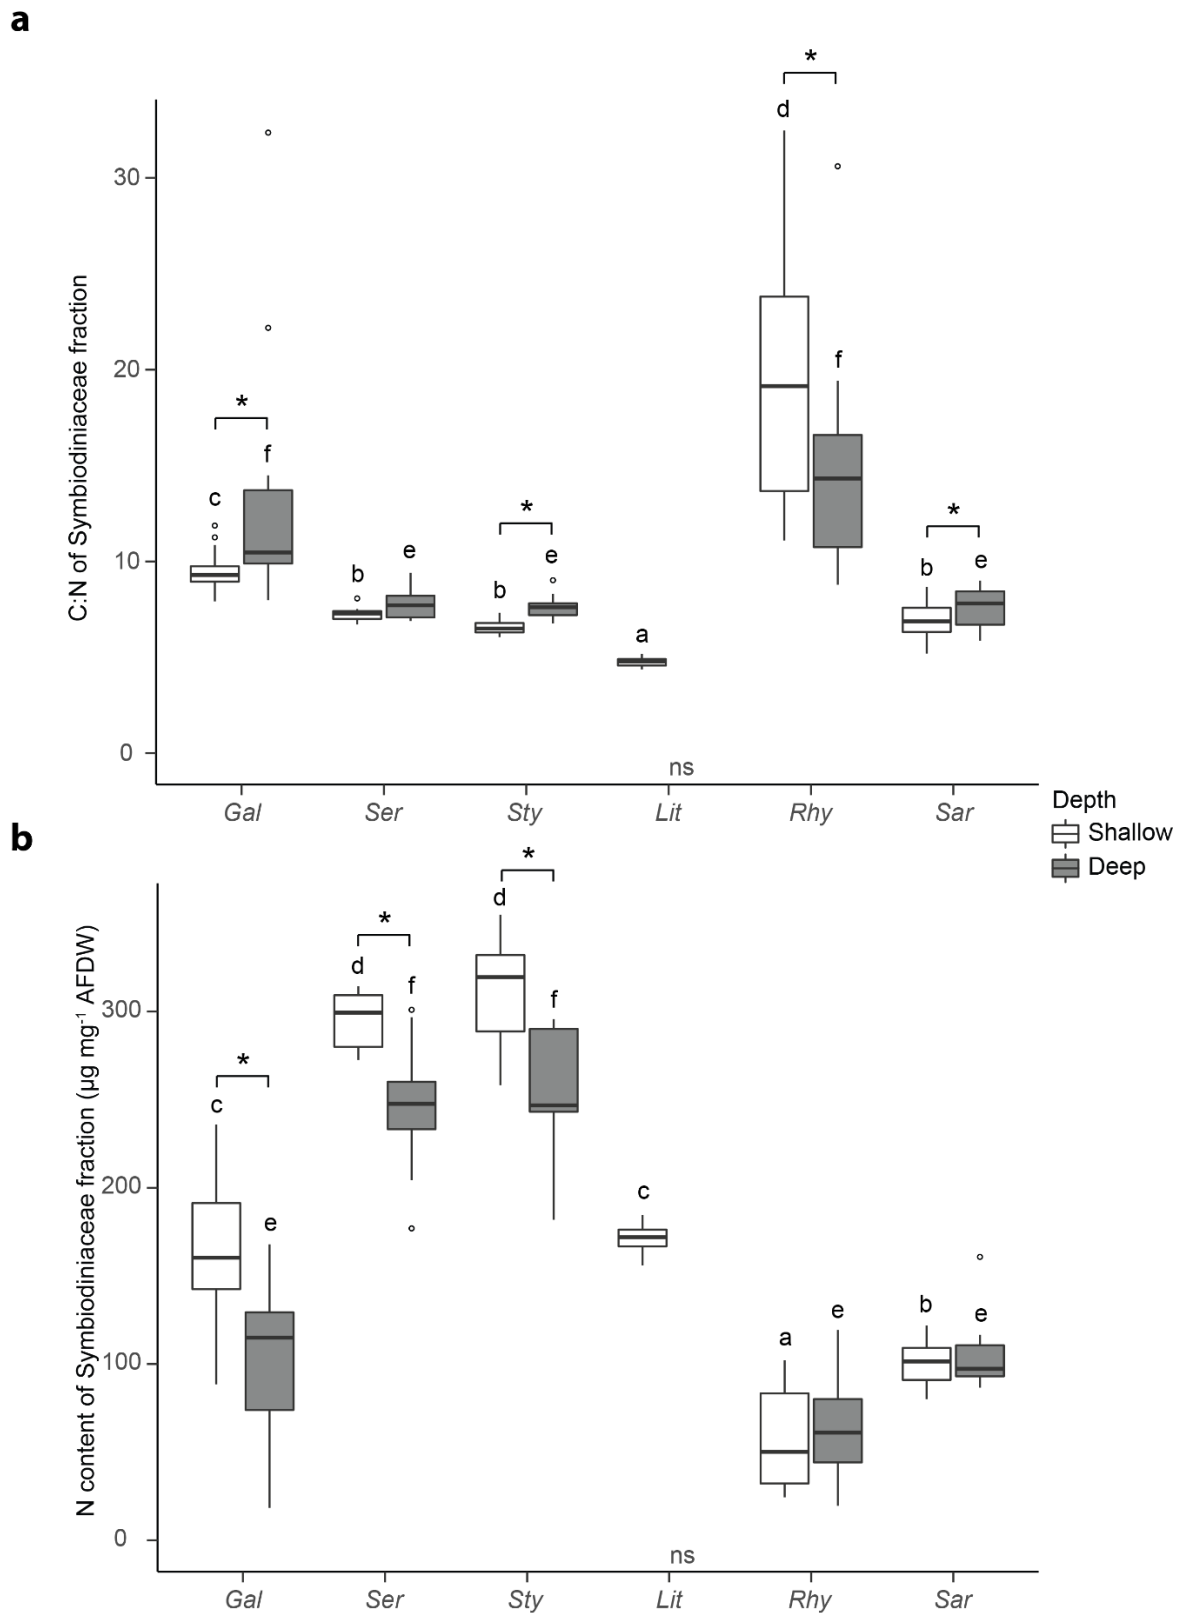 a
*
d
30
C:N of Symbiodiniaceae fraction
20
f
*
f
c
*
*
10
b
e
b
e
b
e
a
0
ns
Gal Ser Sty Lit Rhy Sar
Depth
Shallow
Deep
b
*
d
*
d
f
f
N content of Symbiodiniaceae fraction (µg mg⁻¹ AFDW)
300
*
c
200
c
e
b
e
e
a
100
0
ns
Gal Ser Sty Lit Rhy Sar